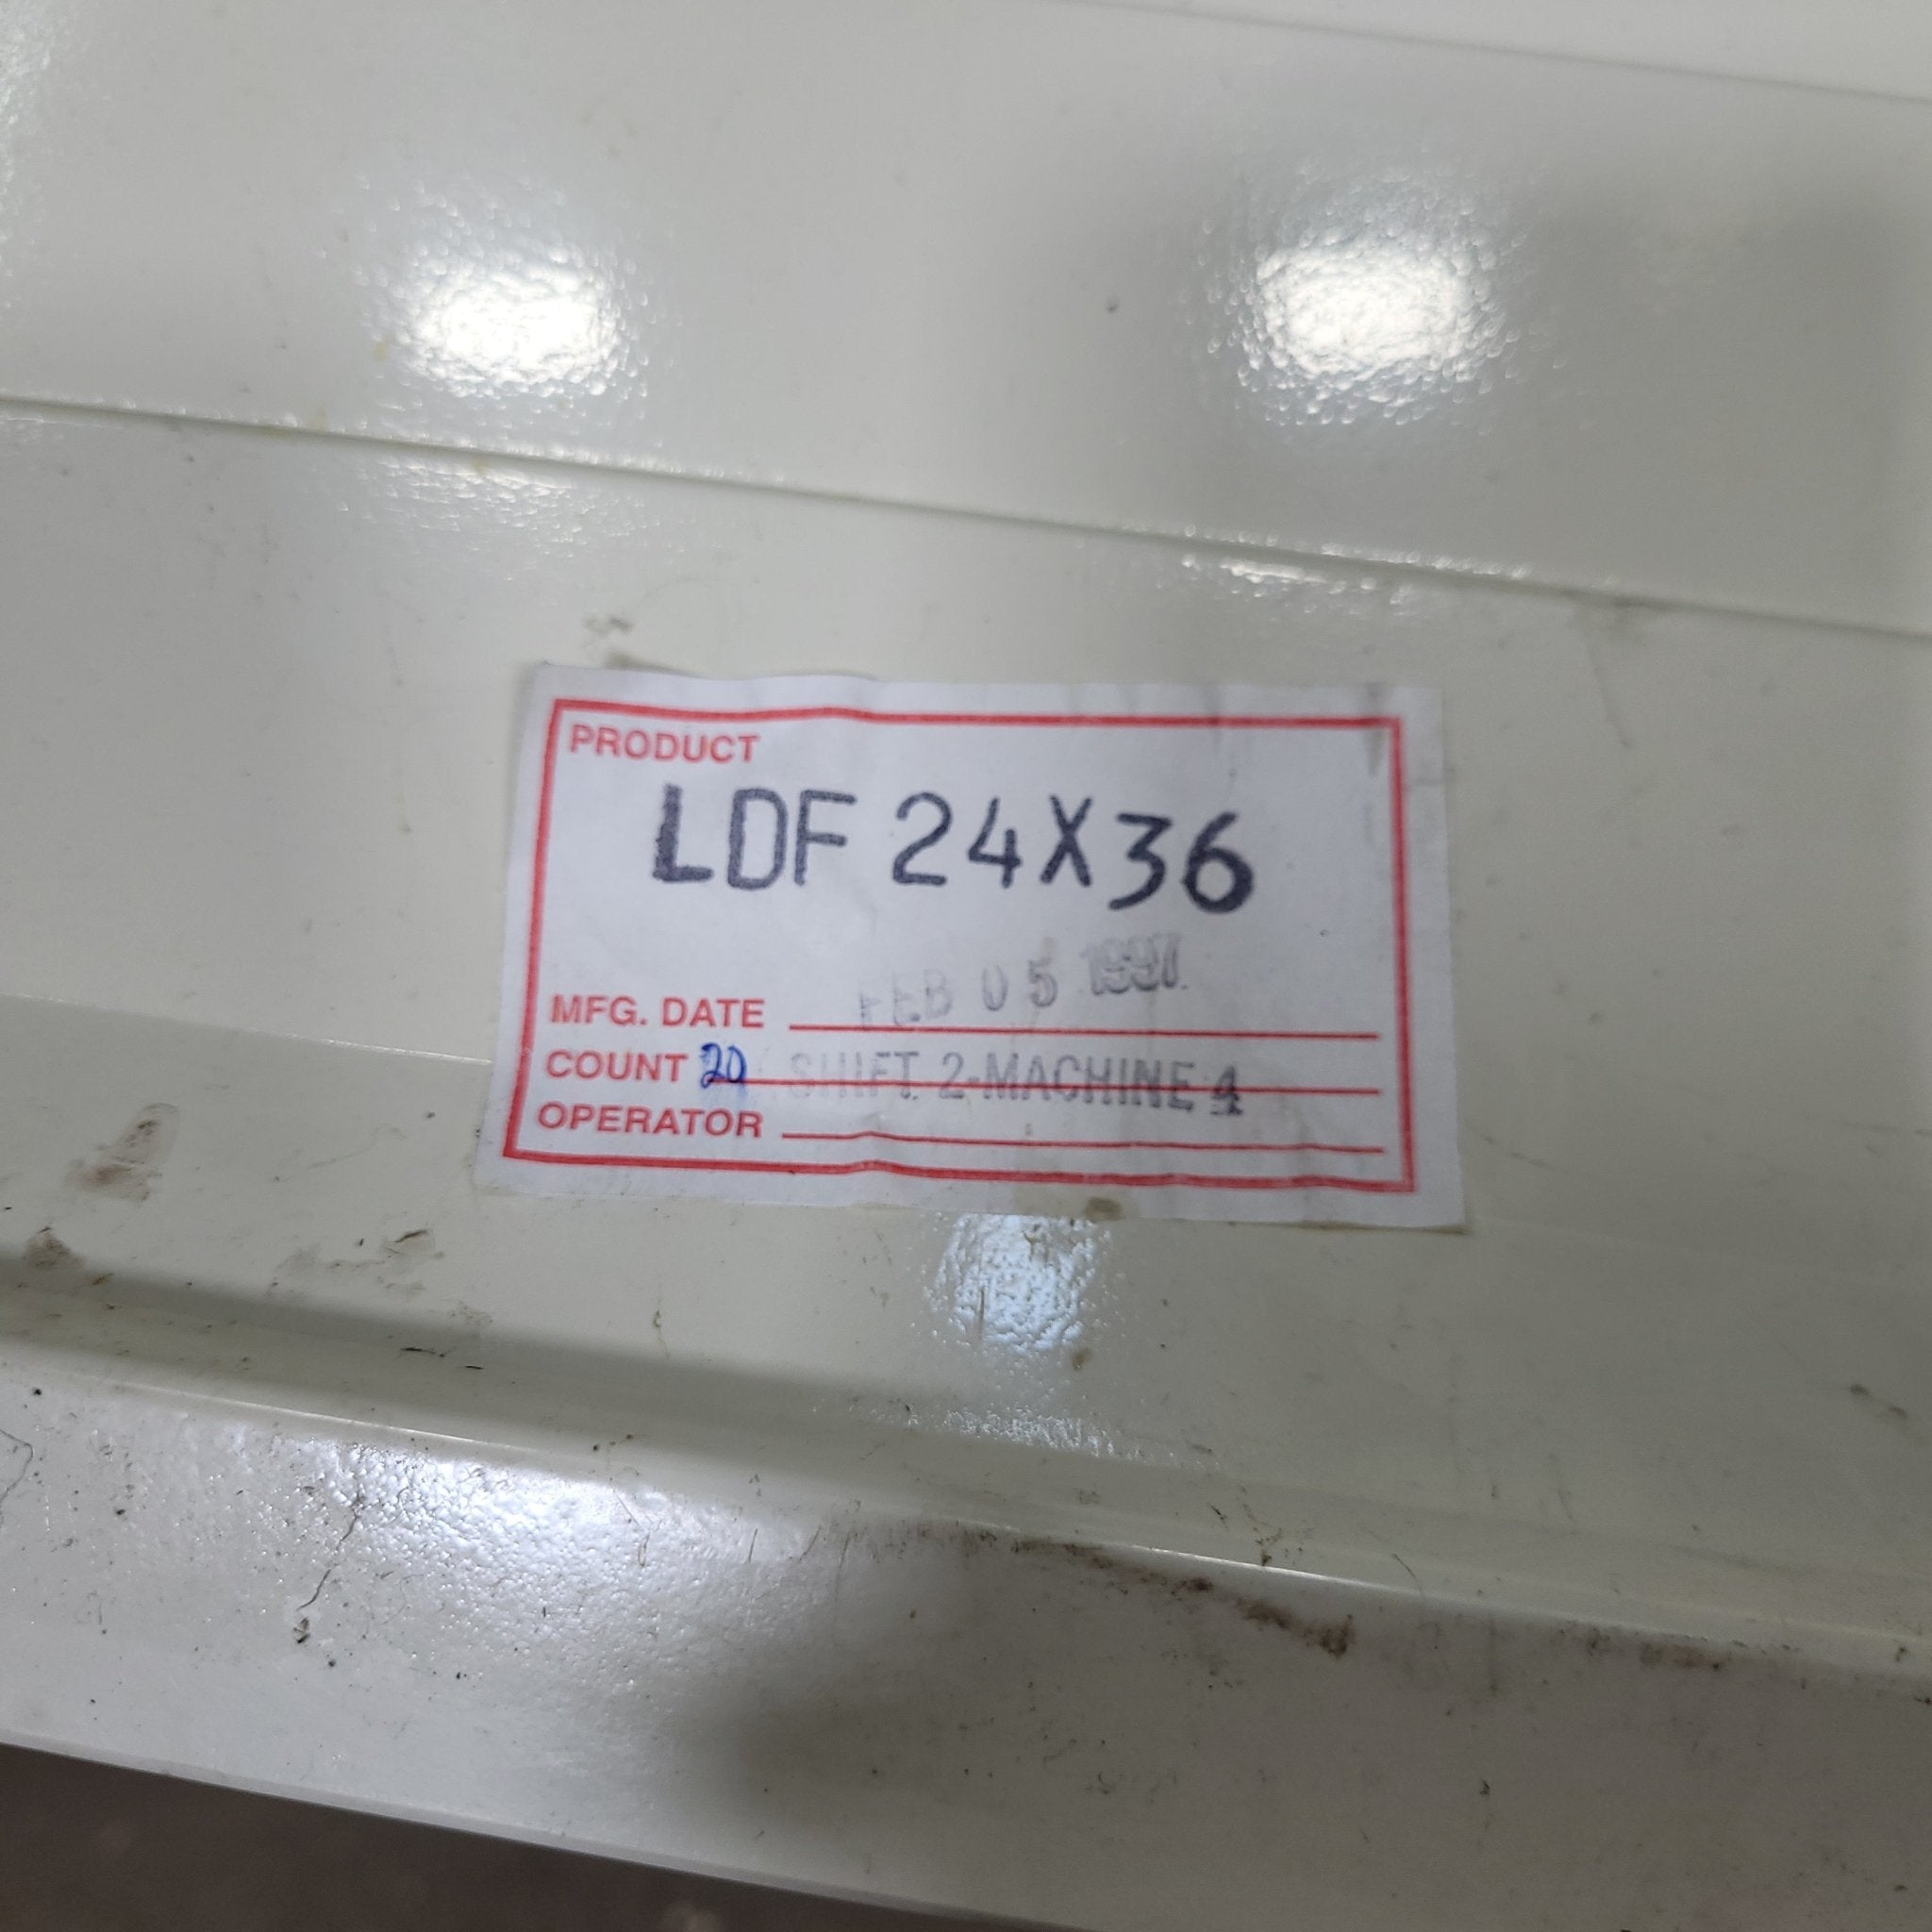 PRODUCT
LDF 24X36
MFG. DATE FEB 05 1997
COUNT 20 SHIFT 2-MACHINE 4
OPERATOR